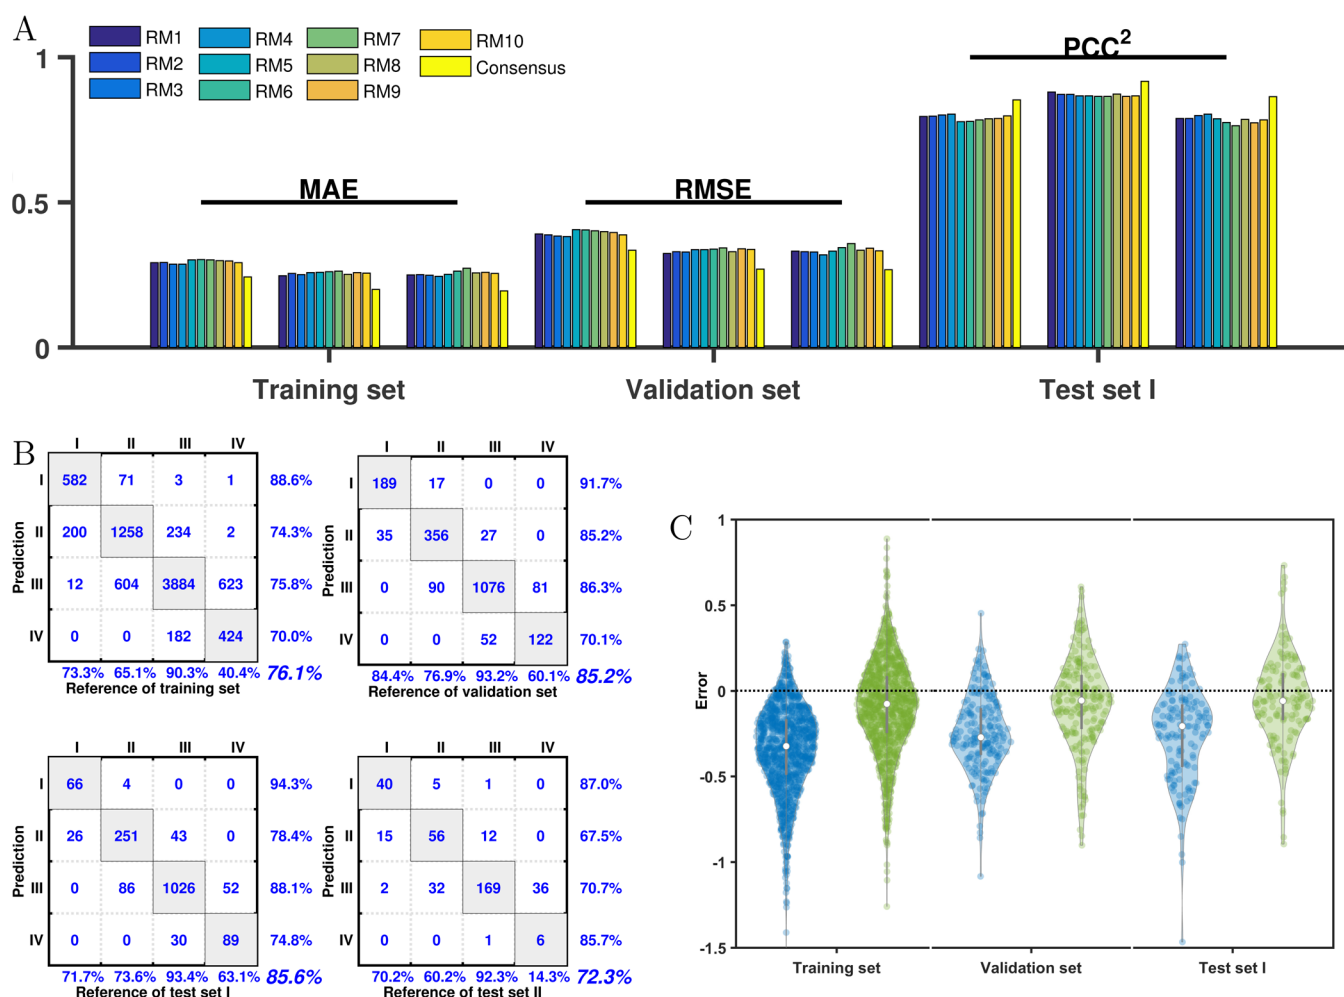 A
RM1 RM4 RM7 RM10
RM2 RM5 RM8 Consensus
RM3 RM6 RM9
1
0.5
0
MAE RMSE PCC²
Training set Validation set Test set I
B
I II III IV
Prediction
I 582 71 3 1 88.6%
II 200 1258 234 2 74.3%
III 12 604 3884 623 75.8%
IV 0 0 182 424 70.0%
73.3% 65.1% 90.3% 40.4% 76.1%
Reference of training set
I II III IV
Prediction
I 189 17 0 0 91.7%
II 35 356 27 0 85.2%
III 0 90 1076 81 86.3%
IV 0 0 52 122 70.1%
84.4% 76.9% 93.2% 60.1% 85.2%
Reference of validation set
I II III IV
Prediction
I 66 4 0 0 94.3%
II 26 251 43 0 78.4%
III 0 86 1026 52 88.1%
IV 0 0 30 89 74.8%
71.7% 73.6% 93.4% 63.1% 85.6%
Reference of test set I
I II III IV
Prediction
I 40 5 1 0 87.0%
II 15 56 12 0 67.5%
III 2 32 169 36 70.7%
IV 0 0 1 6 85.7%
70.2% 60.2% 92.3% 14.3% 72.3%
Reference of test set II
C
Error
1
0.5
0
-0.5
-1
-1.5
Training set Validation set Test set I